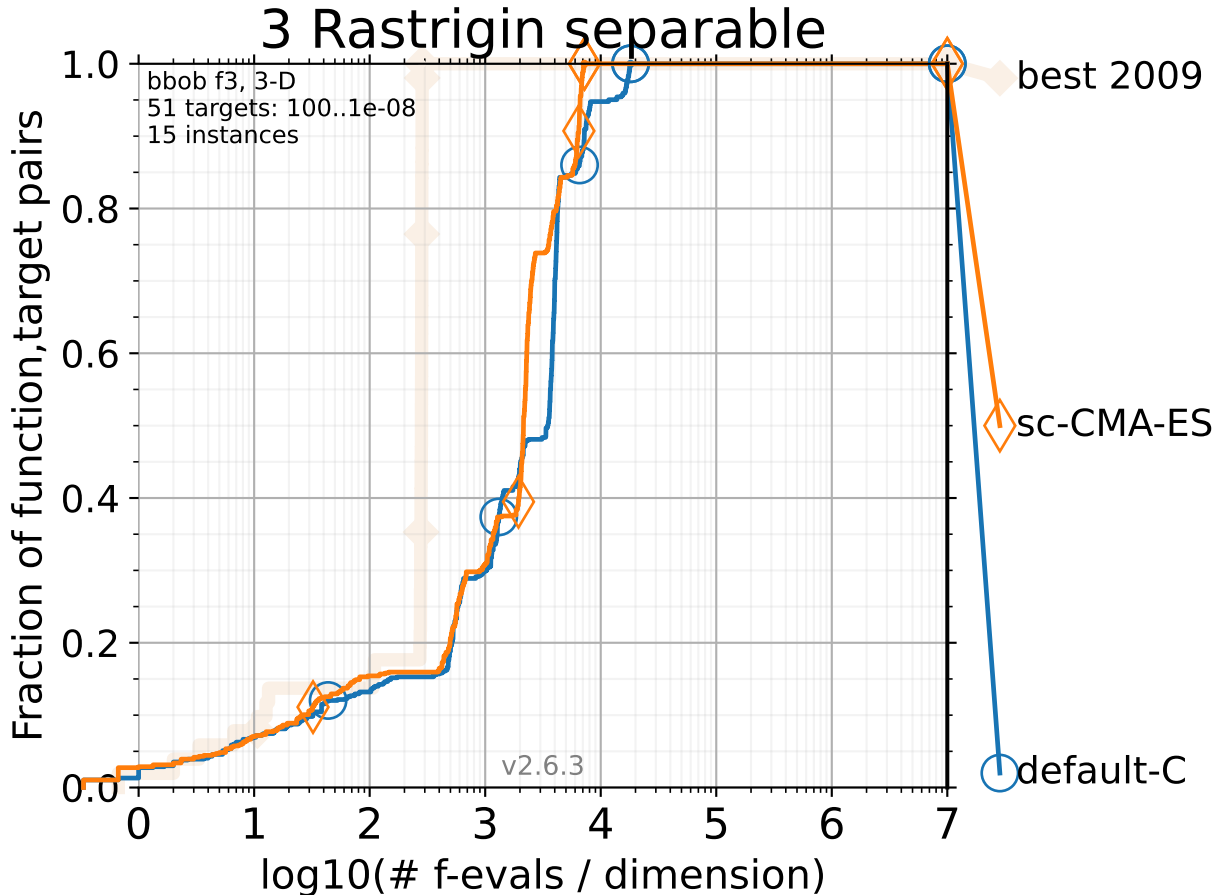 3 Rastrigin separable
bbob f3, 3-D
51 targets: 100..1e-08
15 instances
Fraction of function,target pairs
1.0
0.8
0.6
0.4
0.2
0.0
best 2009
sc-CMA-ES
default-C
v2.6.3
0 1 2 3 4 5 6 7
log10(# f-evals / dimension)